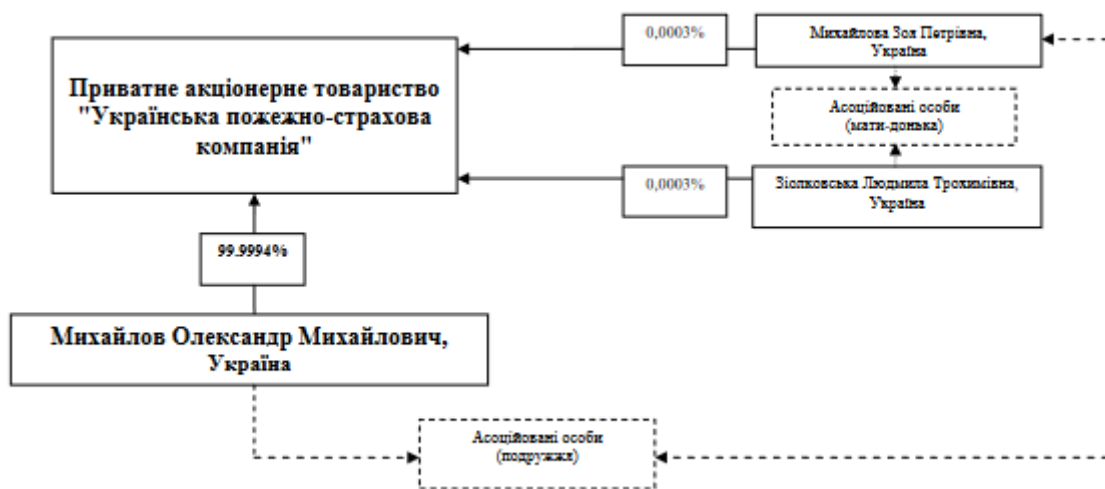 0,0003%
Михайлова Зоя Петрівна,
Україна
Приватне акціонерне товариство
"Українська пожежно-страхова
компанія"
Асоційовані особи
(мати-донька)
0,0003%
Зіолковська Людмила Трохимівна,
Україна
99.9994%
Михайлов Олександр Михайлович,
Україна
Асоційовані особи
(подружжя)